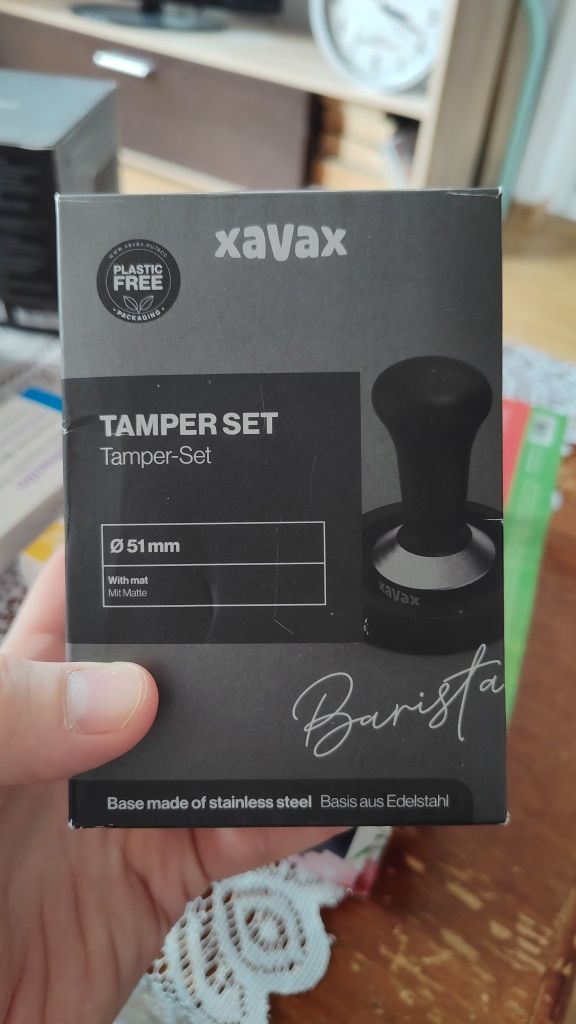 xavax
www.xavax.eu/eco
PLASTIC
FREE
PACKAGING
TAMPER SET
Tamper-Set
Ø 51 mm
With mat
Mit Matte
xavax
Barista
Base made of stainless steel Basis aus Edelstahl